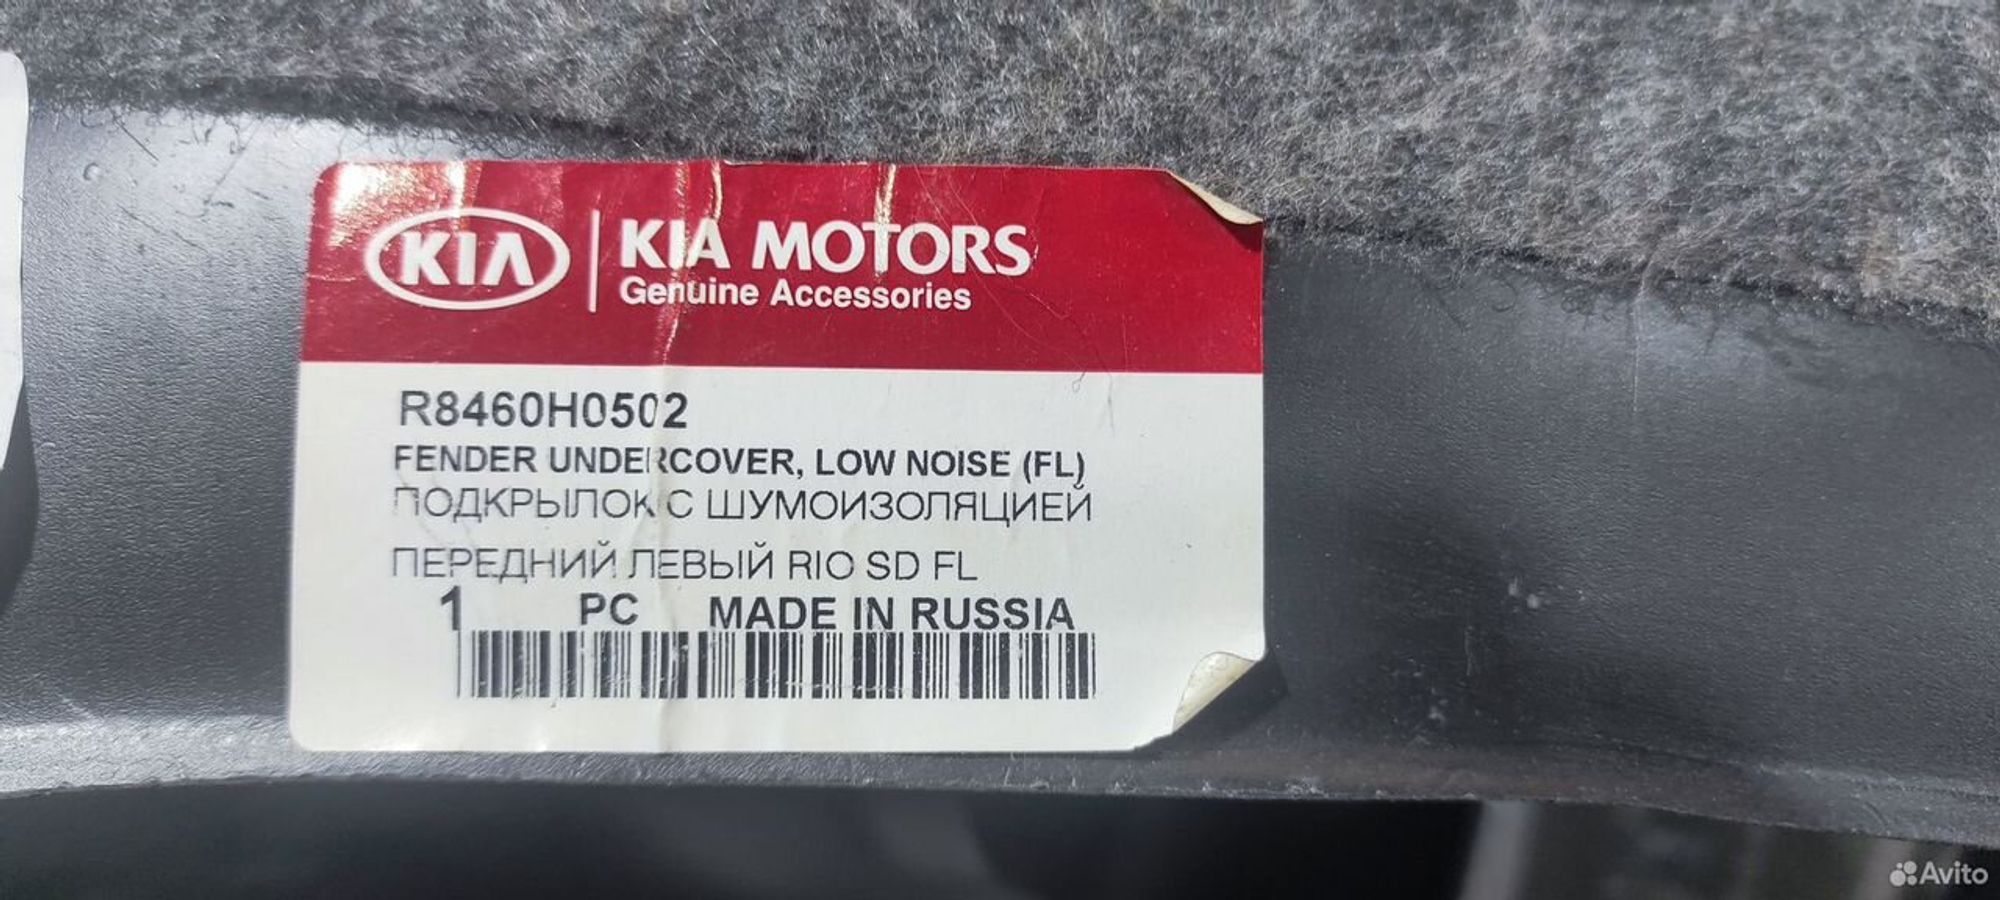 KIA KIA MOTORS
Genuine Accessories
R8460H0502
FENDER UNDERCOVER, LOW NOISE (FL)
ПОДКРЫЛОК С ШУМОИЗОЛЯЦИЕЙ
ПЕРЕДНИЙ ЛЕВЫЙ RIO SD FL
1 PC MADE IN RUSSIA
Avito